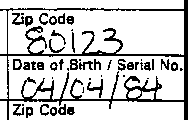 Zip Code
80123
Date of Birth / Serial No.
04/04/84
Zip Code